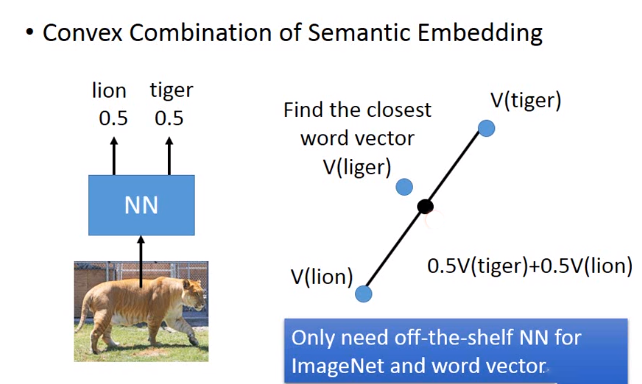 • Convex Combination of Semantic Embedding
lion tiger
0.5 0.5
NN
Find the closest
word vector
V(liger)
V(tiger)
V(lion)
0.5V(tiger)+0.5V(lion)
Only need off-the-shelf NN for
ImageNet and word vector